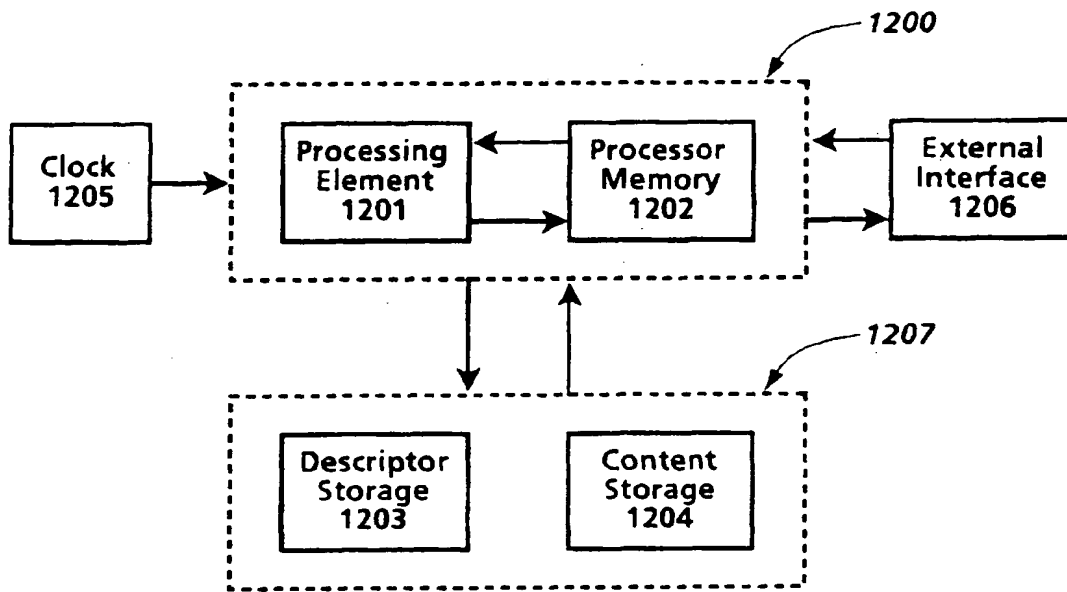 1200
Clock
1205
Processing
Element
1201
Processor
Memory
1202
External
Interface
1206
1207
Descriptor
Storage
1203
Content
Storage
1204